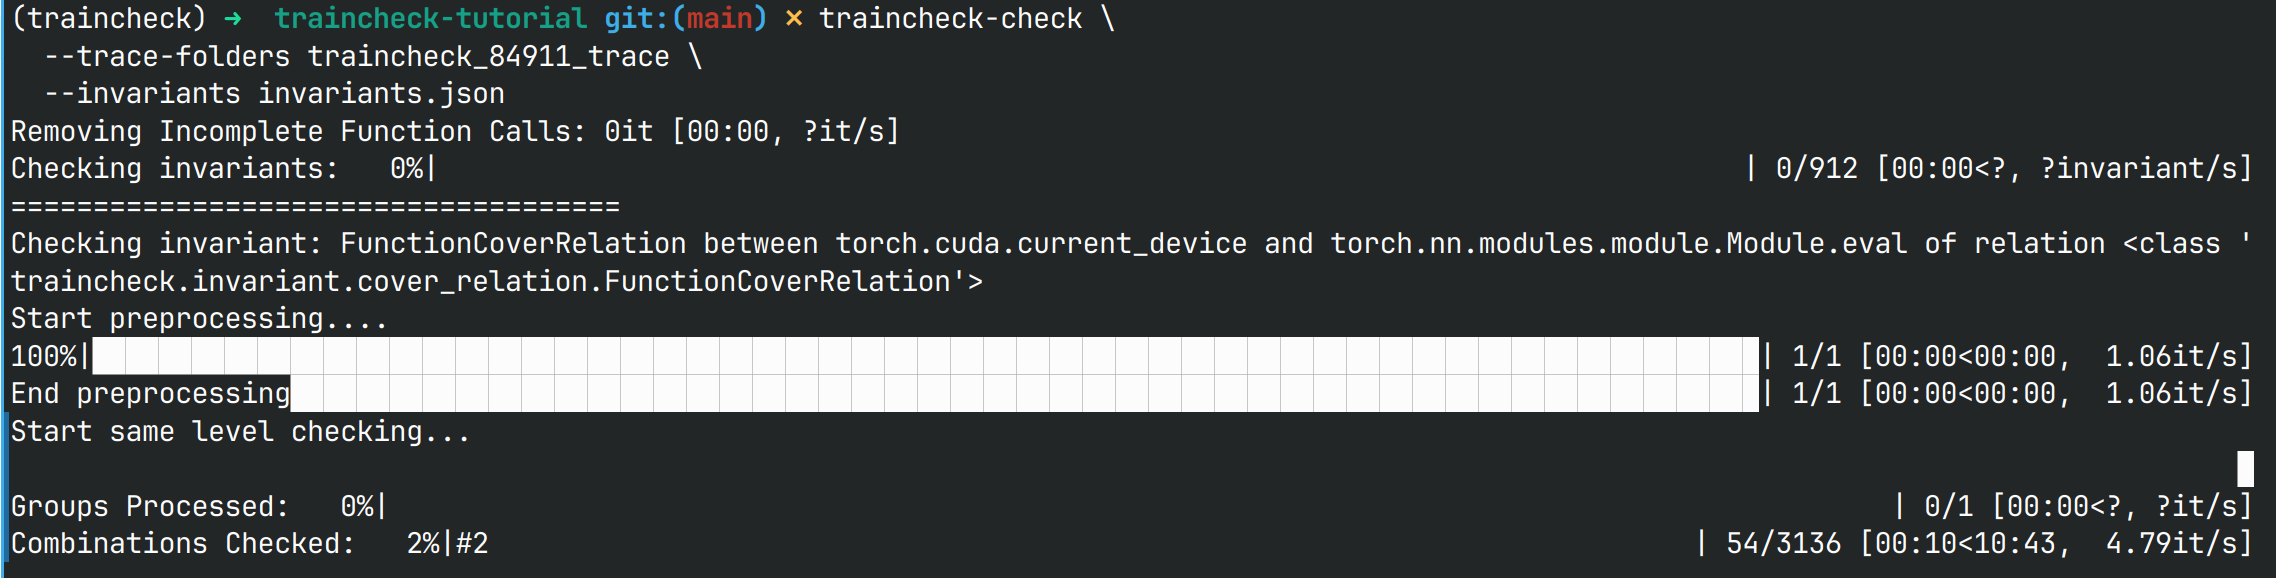 (traincheck) → traincheck-tutorial git:(main) × traincheck-check \
  --trace-folders traincheck_84911_trace \
  --invariants invariants.json
Removing Incomplete Function Calls: 0it [00:00, ?it/s]
Checking invariants:   0%|                    | 0/912 [00:00<?, ?invariant/s]
=====================================
Checking invariant: FunctionCoverRelation between torch.cuda.current_device and torch.nn.modules.module.Module.eval of relation <class '
traincheck.invariant.cover_relation.FunctionCoverRelation'>
Start preprocessing....
100%|████████████████████| 1/1 [00:00<00:00,  1.06it/s]
End preprocessing████████████████████| 1/1 [00:00<00:00,  1.06it/s]
Start same level checking...
Groups Processed:   0%|                    | 0/1 [00:00<?, ?it/s]
Combinations Checked:   2%|#2                    | 54/3136 [00:10<10:43,  4.79it/s]